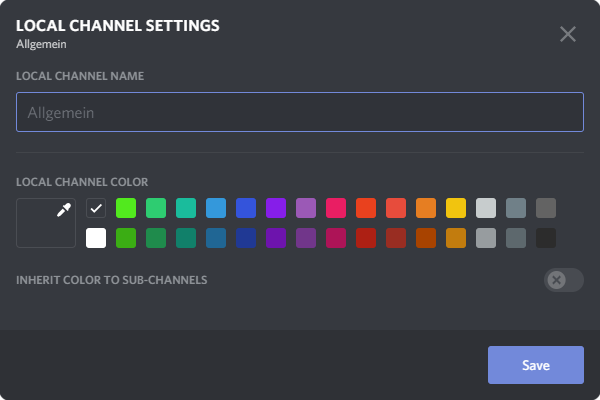 LOCAL CHANNEL SETTINGS
Allgemein
LOCAL CHANNEL NAME
Allgemein
LOCAL CHANNEL COLOR
INHERIT COLOR TO SUB-CHANNELS
Save